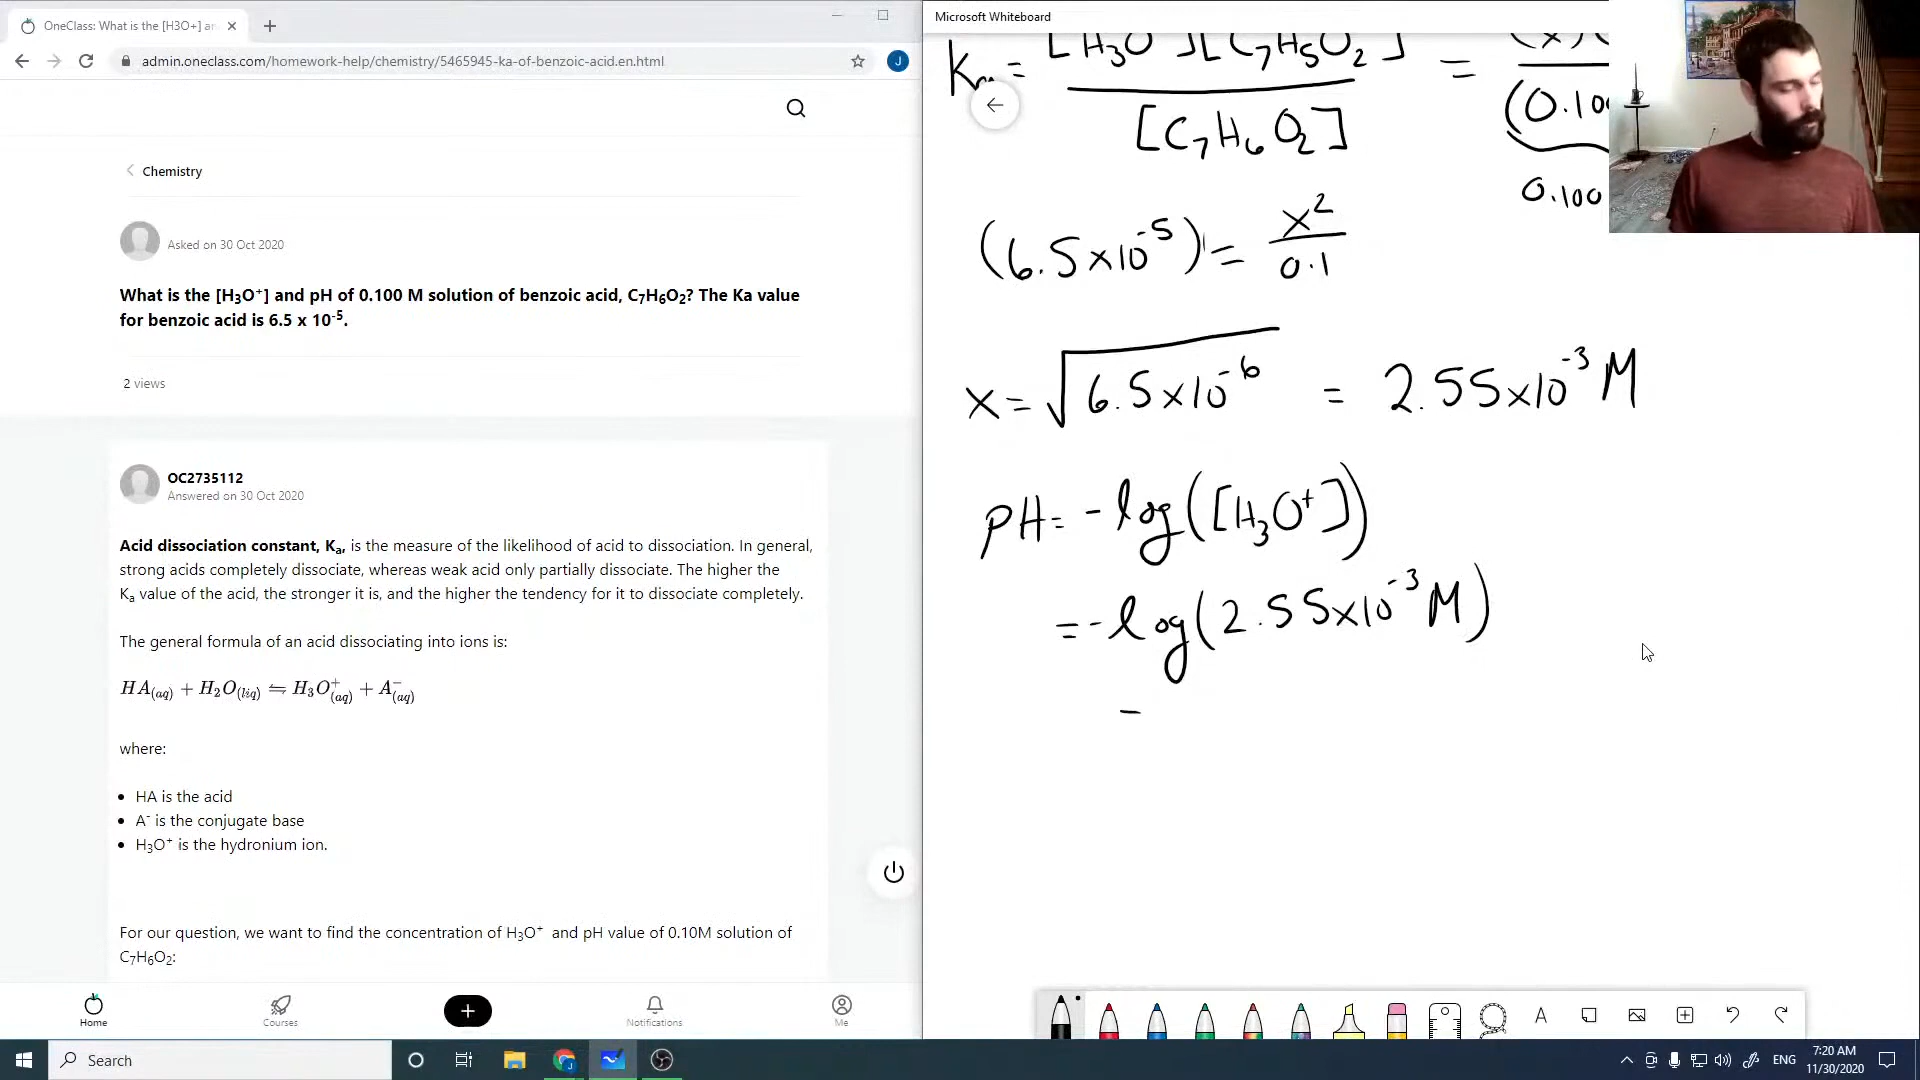 OneClass: What is the [H3O+] an
admin.oneclass.com/homework-help/chemistry/5465945-ka-of-benzoic-acid.en.html
J
Chemistry
Asked on 30 Oct 2020
What is the [H₃O⁺] and pH of 0.100 M solution of benzoic acid, C₇H₆O₂? The Ka value
for benzoic acid is 6.5 x 10⁻⁵.
2 views
OC2735112
Answered on 30 Oct 2020
Acid dissociation constant, Kₐ, is the measure of the likelihood of acid to dissociation. In general,
strong acids completely dissociate, whereas weak acid only partially dissociate. The higher the
Kₐ value of the acid, the stronger it is, and the higher the tendency for it to dissociate completely.
The general formula of an acid dissociating into ions is:
HA(aq) + H₂O(liq) ⇌ H₃O⁺(aq) + A⁻(aq)
where:
• HA is the acid
• A⁻ is the conjugate base
• H₃O⁺ is the hydronium ion.
For our question, we want to find the concentration of H₃O⁺ and pH value of 0.10M solution of
C₇H₆O₂:
Home
Courses
Notifications
Me
Microsoft Whiteboard
[H₃O ][C₇H₅O₂ ]
=
[C₇H₆O₂]
(0.100
0.100
(6.5x10⁻⁵) = x²/0.1
x = √6.5x10⁻⁶ = 2.55x10⁻³ M
pH = -log([H₃O⁺])
= -log(2.55x10⁻³ M)
-
A
Search
ENG
7:20 AM
11/30/2020